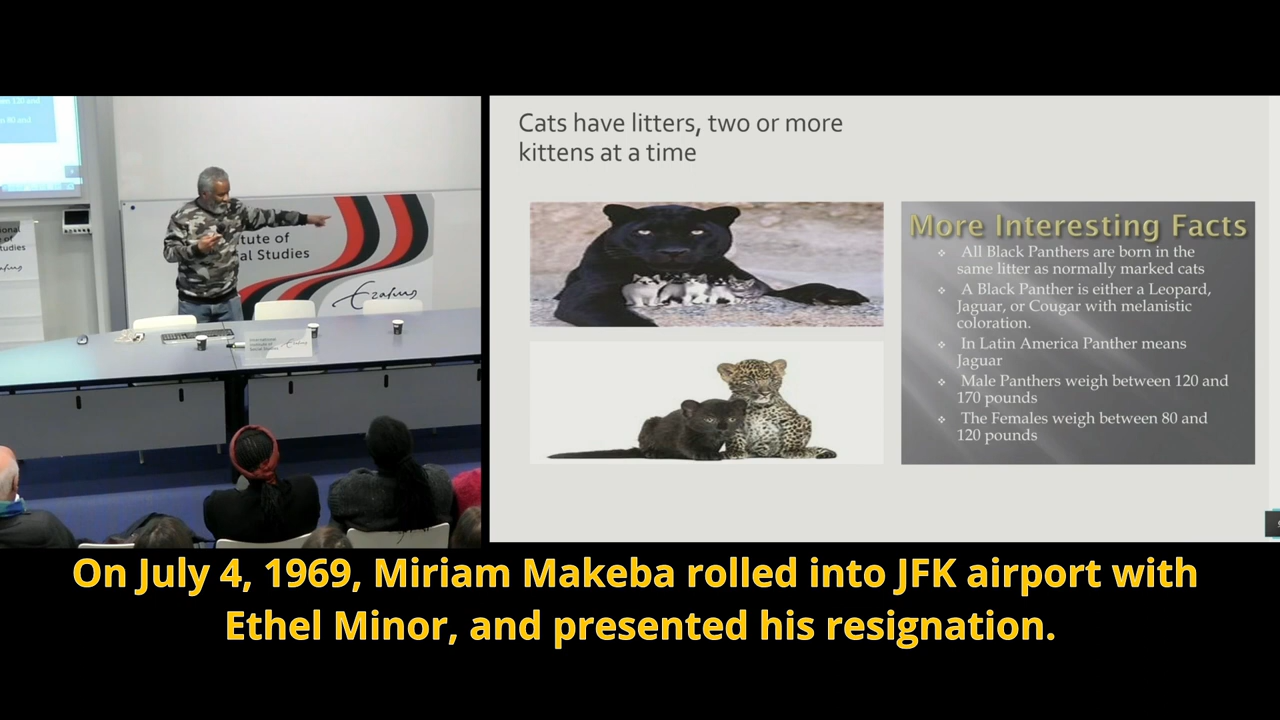 Cats have litters, two or more
kittens at a time
More Interesting Facts
All Black Panthers are born in the
same litter as normally marked cats
A Black Panther is either a Leopard,
Jaguar, or Cougar with melanistic
coloration.
In Latin America Panther means
Jaguar
Male Panthers weigh between 120 and
170 pounds
The Females weigh between 80 and
120 pounds
tute of
al Studies
Erasmus
On July 4, 1969, Miriam Makeba rolled into JFK airport with
Ethel Minor, and presented his resignation.